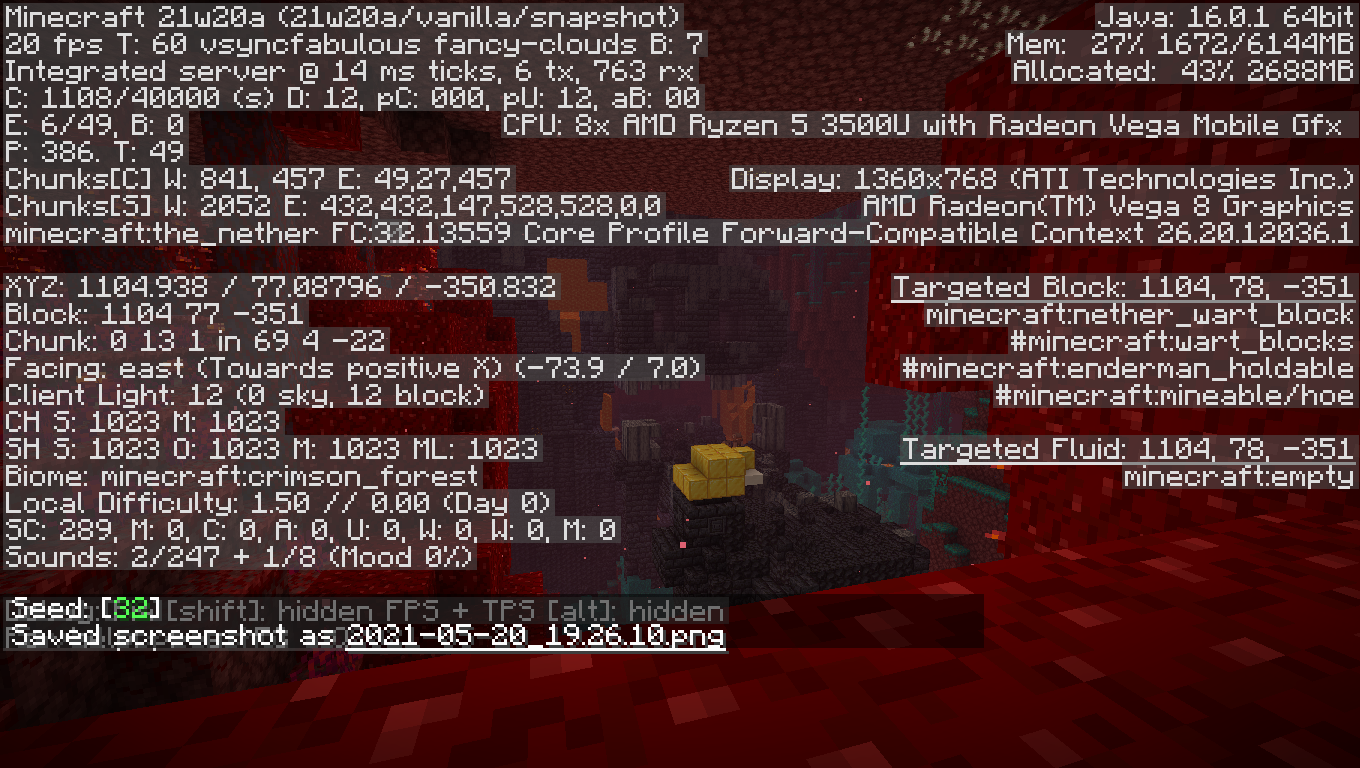 Minecraft 21w20a (21w20a/vanilla/snapshot)
20 fps T: 60 vsyncfabulous fancy-clouds B: 7
Integrated server @ 14 ms ticks, 6 tx, 763 rx
C: 1108/40000 (s) D: 12, pC: 000, pU: 12, aB: 00
E: 6/49, B: 0
P: 386. T: 49
Chunks[C] W: 841, 457 E: 49,27,457
Chunks[S] W: 2052 E: 432,432,147,528,528,0,0
minecraft:the_nether FC:
XYZ: 1104.938 / 77.08796 / -350.832
Block: 1104 77 -351
Chunk: 0 13 1 in 69 4 -22
Facing: east (Towards positive X) (-73.9 / 7.0)
Client Light: 12 (0 sky, 12 block)
CH S: 1023 M: 1023
SH S: 1023 O: 1023 M: 1023 ML: 1023
Biome: minecraft:crimson_forest
Local Difficulty: 1.50 // 0.00 (Day 0)
SC: 289, M: 0, C: 0, A: 0, U: 0, W: 0, W: 0, M: 0
Sounds: 2/247 + 1/8 (Mood 0%)
[shift]: hidden FPS + TPS [alt]: hidden
Java: 16.0.1 64bit
Mem: 27% 1672/6144MB
Allocated: 43% 2688MB
CPU: 8x AMD Ryzen 5 3500U with Radeon Vega Mobile Gfx
Display: 1360x768 (ATI Technologies Inc.)
AMD Radeon(TM) Vega 8 Graphics
.13559 Core Profile Forward-Compatible Context 26.20.12036.1
Targeted Block: 1104, 78, -351
minecraft:nether_wart_block
#minecraft:wart_blocks
#minecraft:enderman_holdable
#minecraft:mineable/hoe
Targeted Fluid: 1104, 78, -351
minecraft:empty
Seed: [32]
Saved screenshot as 2021-05-20_19.26.10.png